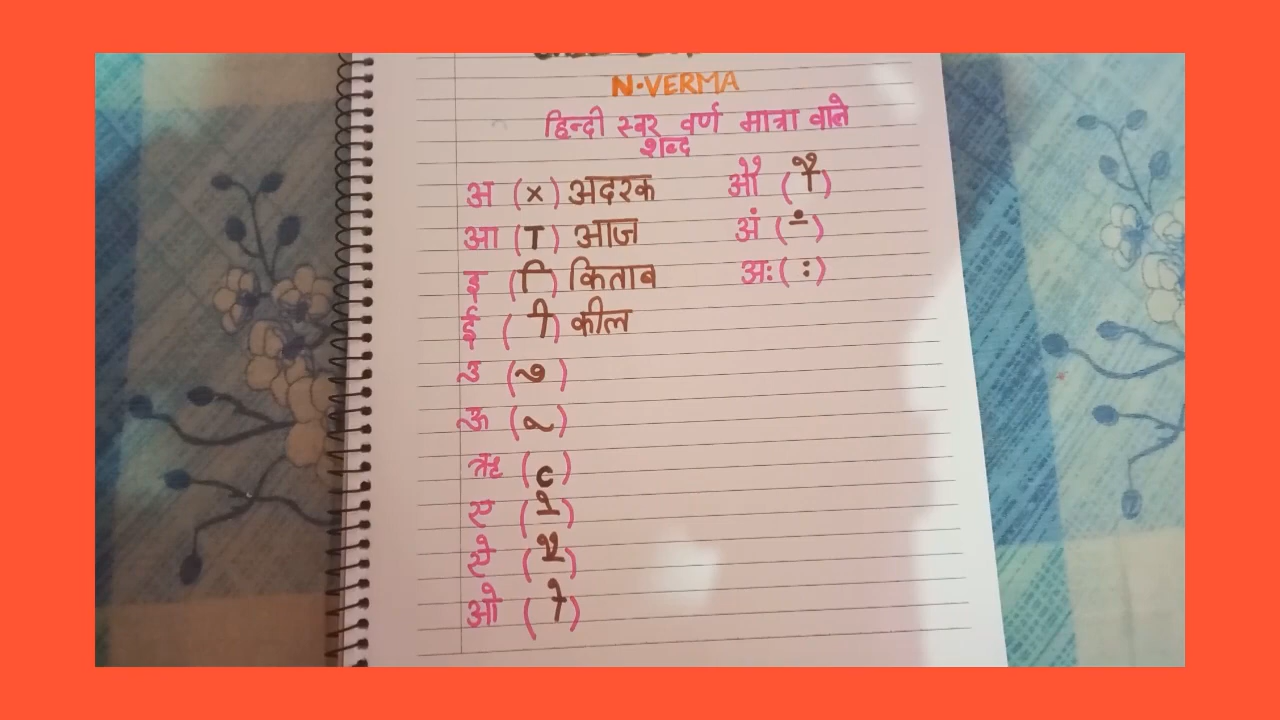 N·VERMA
हिन्दी स्वर वर्ण मात्रा वाले
शब्द
अ (×) अदरक
आ (ा) आज
इ (ि) किताब
ई (ी) कील
उ (ु)
ऊ (ू)
ऋ (ृ)
ए (े)
ऐ (ै)
ओ (ो)
औ (ौ)
अं (ं)
अः (ः)